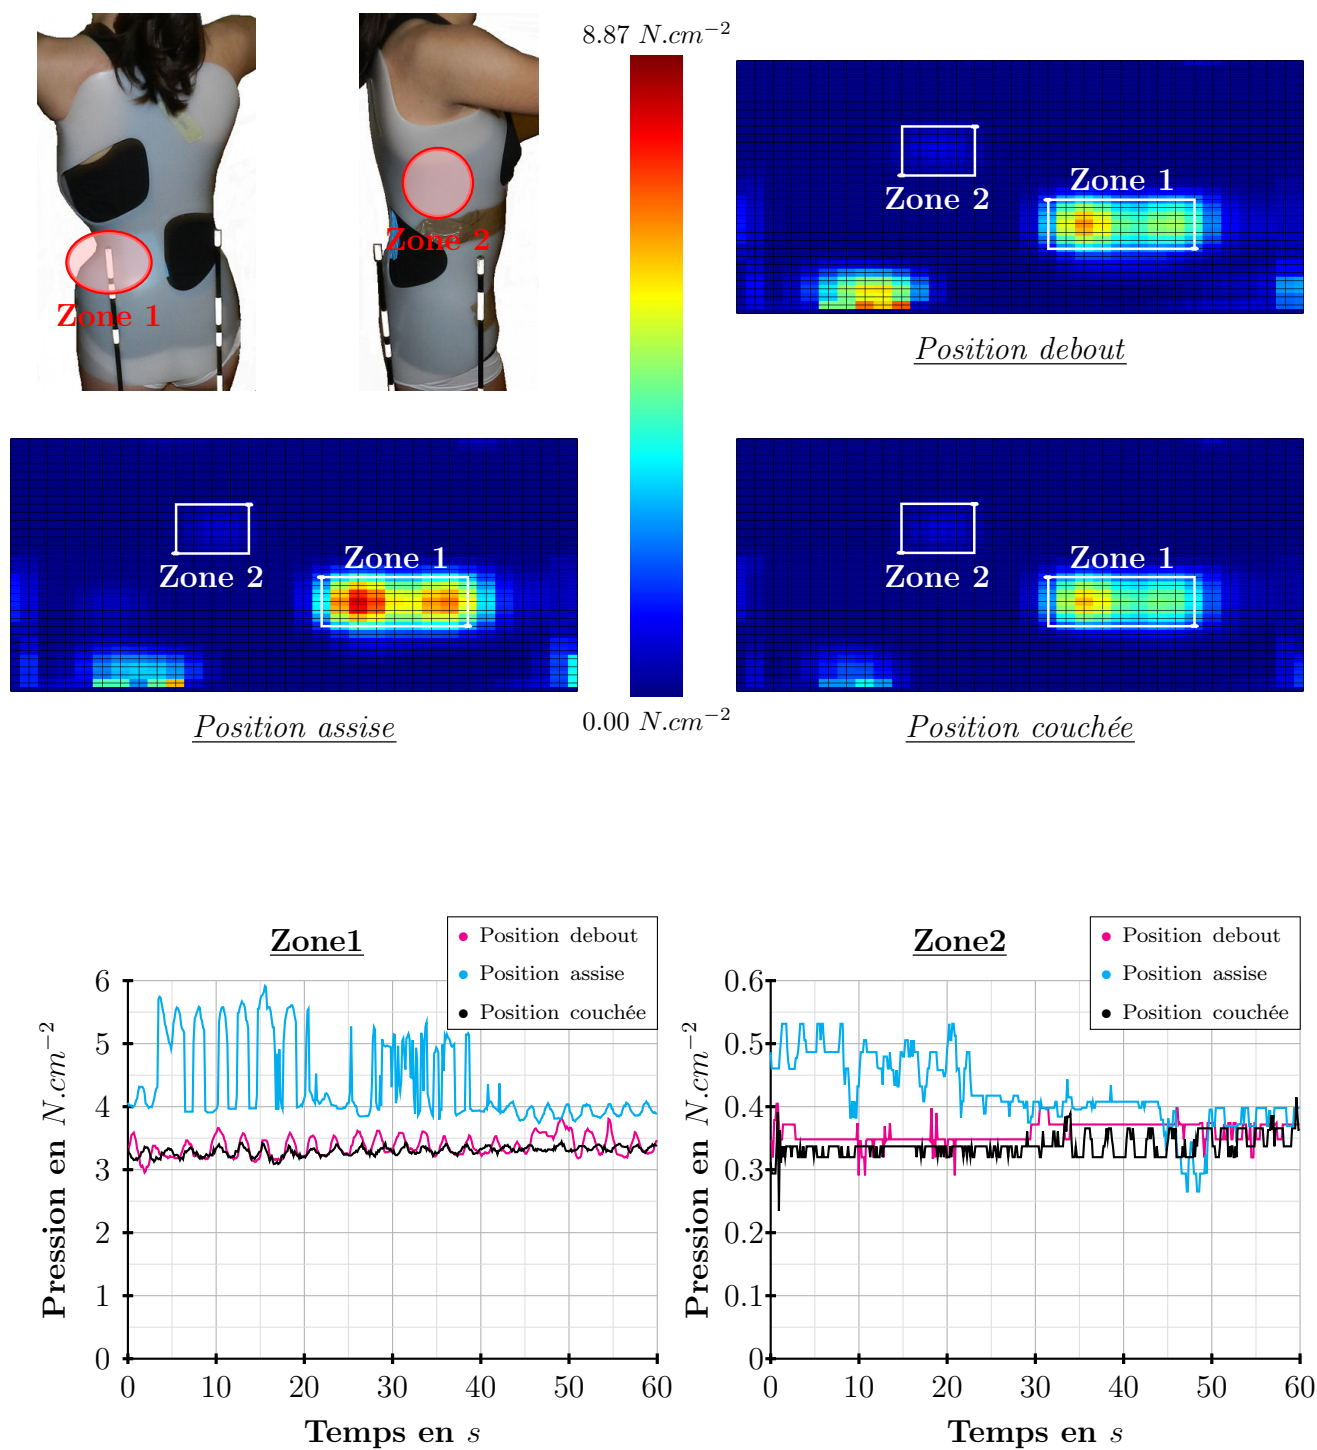 8.87 N.cm−2
Zone 1
Zone 2
Zone 2
Zone 1
Position debout
Zone 2
Zone 1
Position assise
0.00 N.cm−2
Zone 2
Zone 1
Position couchée
Zone1
Position debout
Position assise
Position couchée
Pression en N.cm−2
6
5
4
3
2
1
0
0 10 20 30 40 50 60
Temps en s
Zone2
Position debout
Position assise
Position couchée
Pression en N.cm−2
0.6
0.5
0.4
0.3
0.2
0.1
0
0 10 20 30 40 50 60
Temps en s